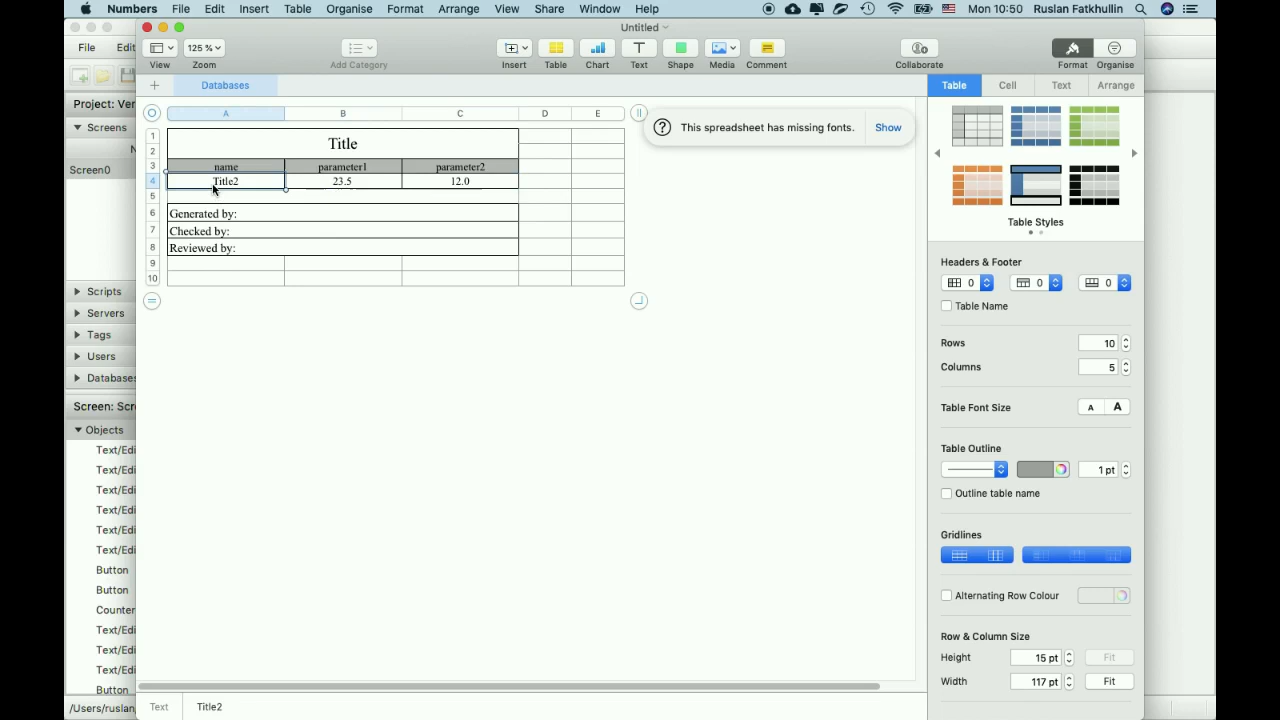 Numbers File Edit Insert Table Organise Format Arrange View Share Window Help Mon 10:50 Ruslan Fatkhullin
Untitled
File Edit
125 %
View Zoom Add Category Insert Table Chart Text Shape Media Comment Collaborate Format Organise
Project: Ver
Databases
Table Cell Text Arrange
A B C D E
This spreadsheet has missing fonts. Show
Screens
Screen0
1 Title
2
3 name parameter1 parameter2
4 Title2 23.5 12.0
5
6 Generated by:
7 Checked by:
8 Reviewed by:
9
10
Table Styles
Headers & Footer
0 0 0
Table Name
Rows 10
Columns 5
Table Font Size A A
Table Outline
1 pt
Outline table name
Gridlines
Alternating Row Colour
Row & Column Size
Height 15 pt Fit
Width 117 pt Fit
Scripts
Servers
Tags
Users
Databases
Screen: Scr
Objects
Text/Edi
Text/Edi
Text/Edi
Text/Edi
Text/Edi
Text/Edi
Button
Button
Counter
Text/Edi
Text/Edi
Text/Edi
Button
/Users/ruslan
Text Title2